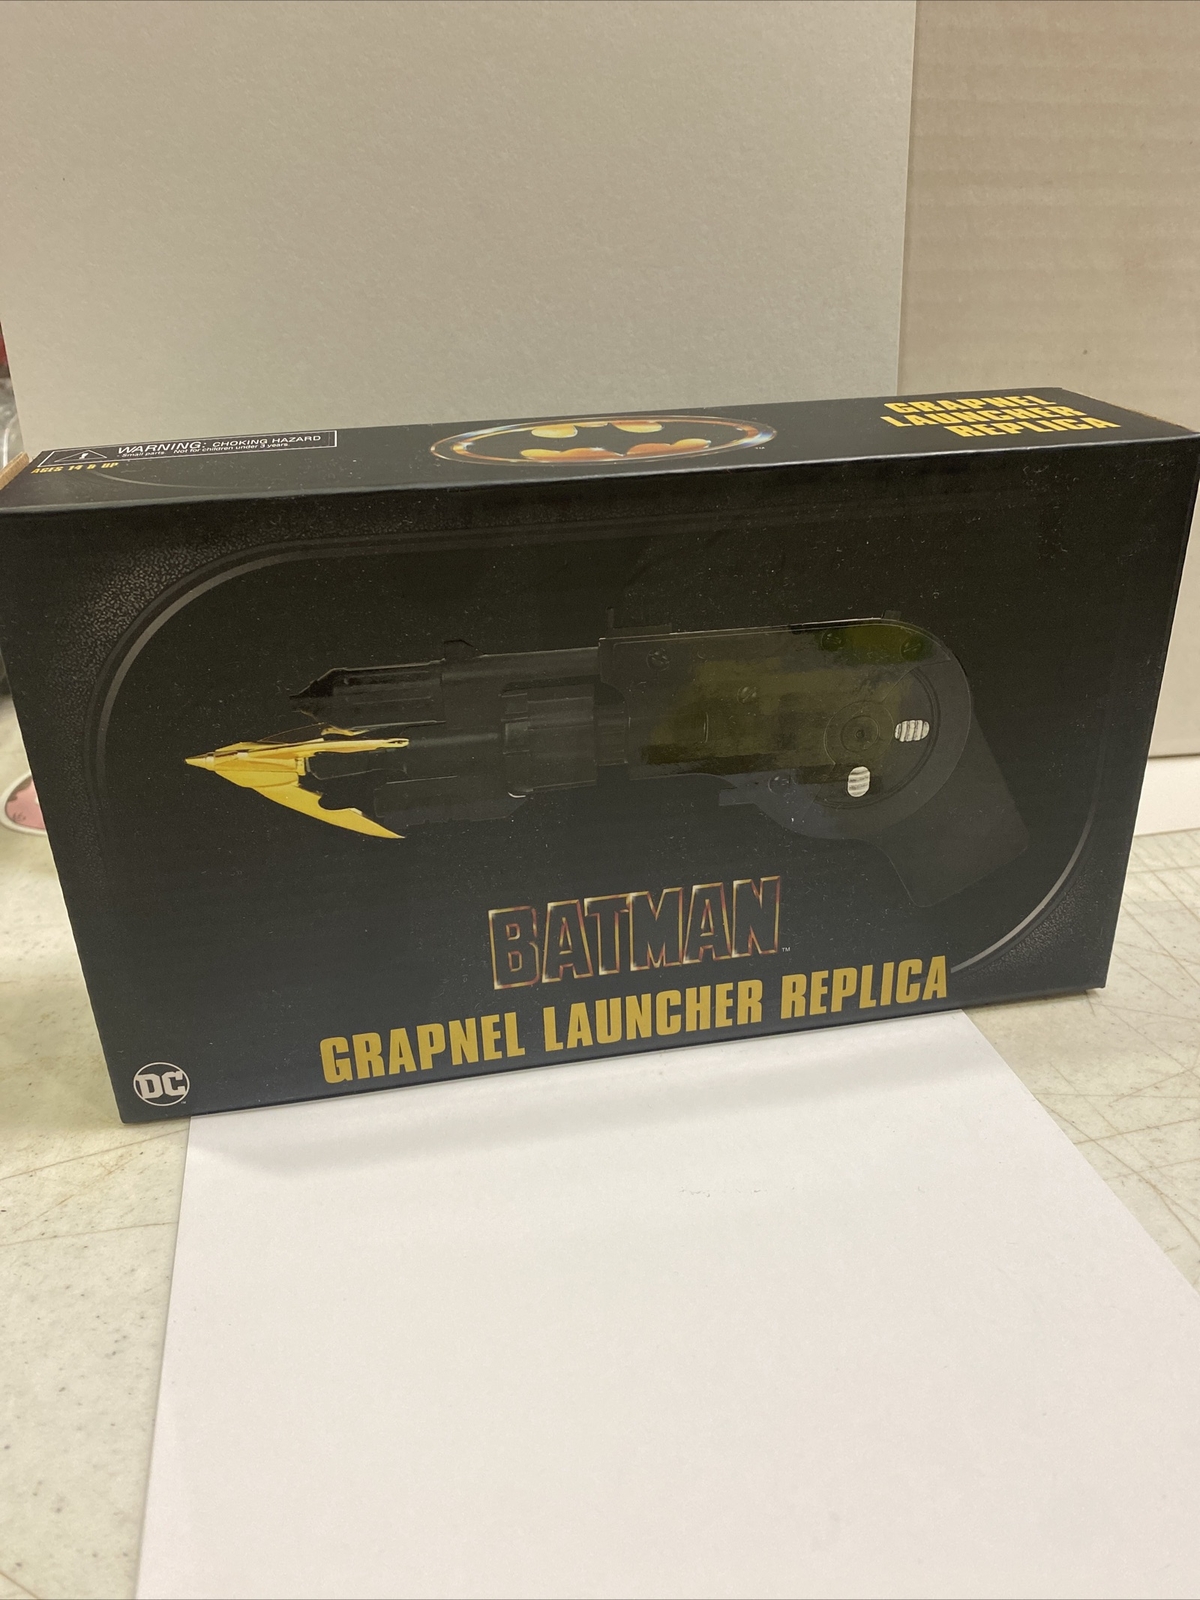 WARNING: CHOKING HAZARD
Small parts. Not for children under 3 years.
AGES 14 & UP
GRAPNEL
LAUNCHER
REPLICA
BATMAN™
GRAPNEL LAUNCHER REPLICA
DC